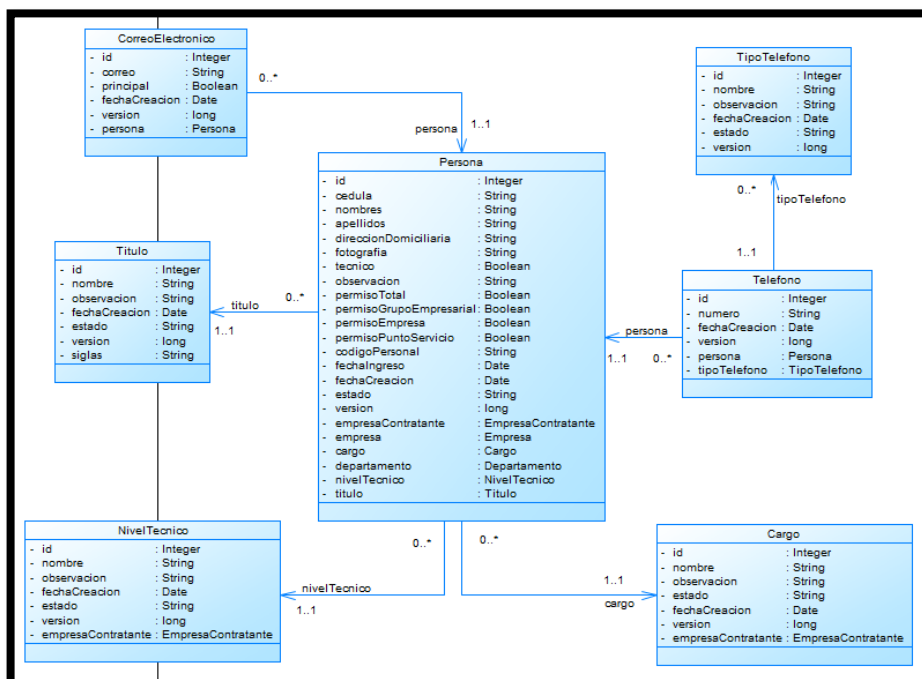 CorreoElectronico
- id : Integer
- correo : String
- principal : Boolean
- fechaCreacion : Date
- version : long
- persona : Persona
0..*
persona
1..1
TipoTelefono
- id : Integer
- nombre : String
- observacion : String
- fechaCreacion : Date
- estado : String
- version : long
0..*
tipoTelefono
1..1
Persona
- id : Integer
- cedula : String
- nombres : String
- apellidos : String
- direccionDomiciliaria : String
- fotografia : String
- tecnico : Boolean
- observacion : String
- permisoTotal : Boolean
- permisoGrupoEmpresarial : Boolean
- permisoEmpresa : Boolean
- permisoPuntoServicio : Boolean
- codigoPersonal : String
- fechaIngreso : Date
- fechaCreacion : Date
- estado : String
- version : long
- empresaContratante : EmpresaContratante
- empresa : Empresa
- cargo : Cargo
- departamento : Departamento
- nivelTecnico : NivelTecnico
- titulo : Titulo
Titulo
- id : Integer
- nombre : String
- observacion : String
- fechaCreacion : Date
- estado : String
- version : long
- siglas : String
titulo
0..*
1..1
Telefono
- id : Integer
- numero : String
- fechaCreacion : Date
- version : long
- persona : Persona
- tipoTelefono : TipoTelefono
persona
1..1
0..*
NivelTecnico
- id : Integer
- nombre : String
- observacion : String
- fechaCreacion : Date
- estado : String
- version : long
- empresaContratante : EmpresaContratante
0..*
nivelTecnico
1..1
0..*
1..1
cargo
Cargo
- id : Integer
- nombre : String
- observacion : String
- estado : String
- fechaCreacion : Date
- version : long
- empresaContratante : EmpresaContratante